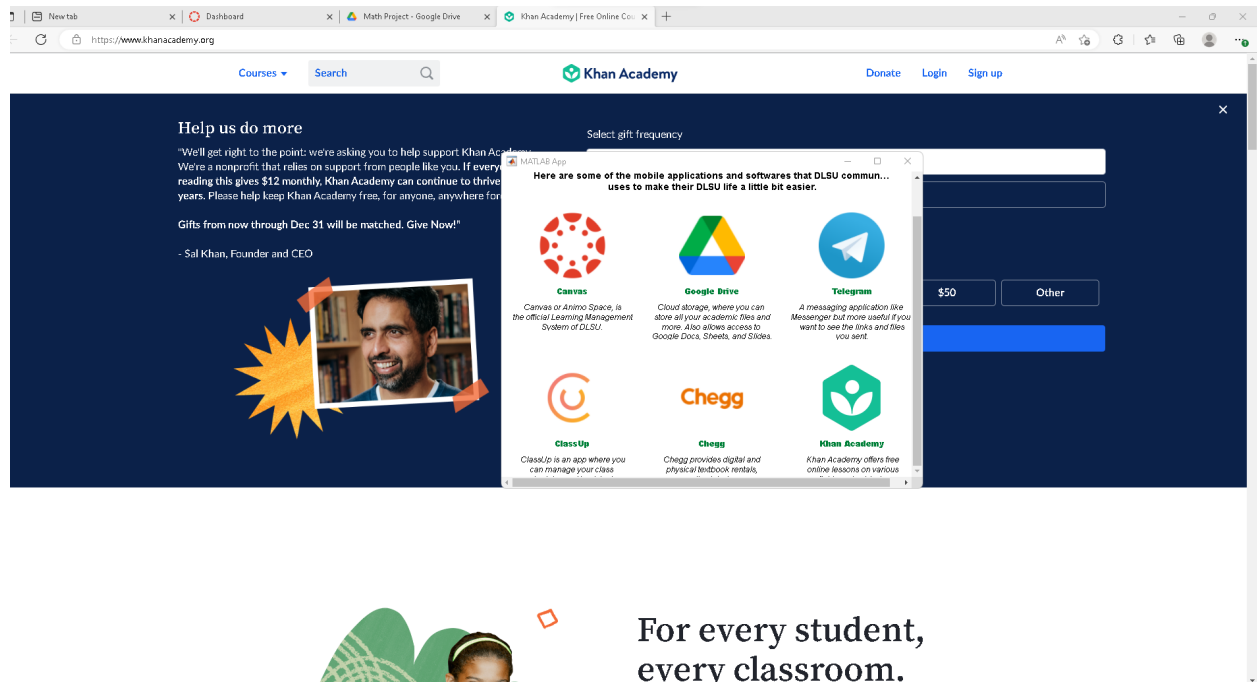 New tab
Dashboard
Math Project - Google Drive
Khan Academy | Free Online Cou
https://www.khanacademy.org
Courses
Search
Khan Academy
Donate
Login
Sign up
Help us do more
"We'll get right to the point: we're asking you to help support Khan Academy.
We're a nonprofit that relies on support from people like you. If everyo
reading this gives $12 monthly, Khan Academy can continue to thrive
years. Please help keep Khan Academy free, for anyone, anywhere fore
Gifts from now through Dec 31 will be matched. Give Now!"
- Sal Khan, Founder and CEO
Select gift frequency
$50
Other
MATLAB App
Here are some of the mobile applications and softwares that DLSU commun...
uses to make their DLSU life a little bit easier.
Canvas
Canvas or Animo Space, is
the official Learning Management
System of DLSU.
Google Drive
Cloud storage, where you can
store all your academic files and
more. Also allows access to
Google Docs, Sheets, and Slides.
Telegram
A messaging application like
Messenger but more useful if you
want to see the links and files
you sent.
ClassUp
ClassUp is an app where you
can manage your class
Chegg
Chegg
Chegg provides digital and
physical textbook rentals,
Khan Academy
Khan Academy offers free
online lessons on various
For every student,
every classroom.